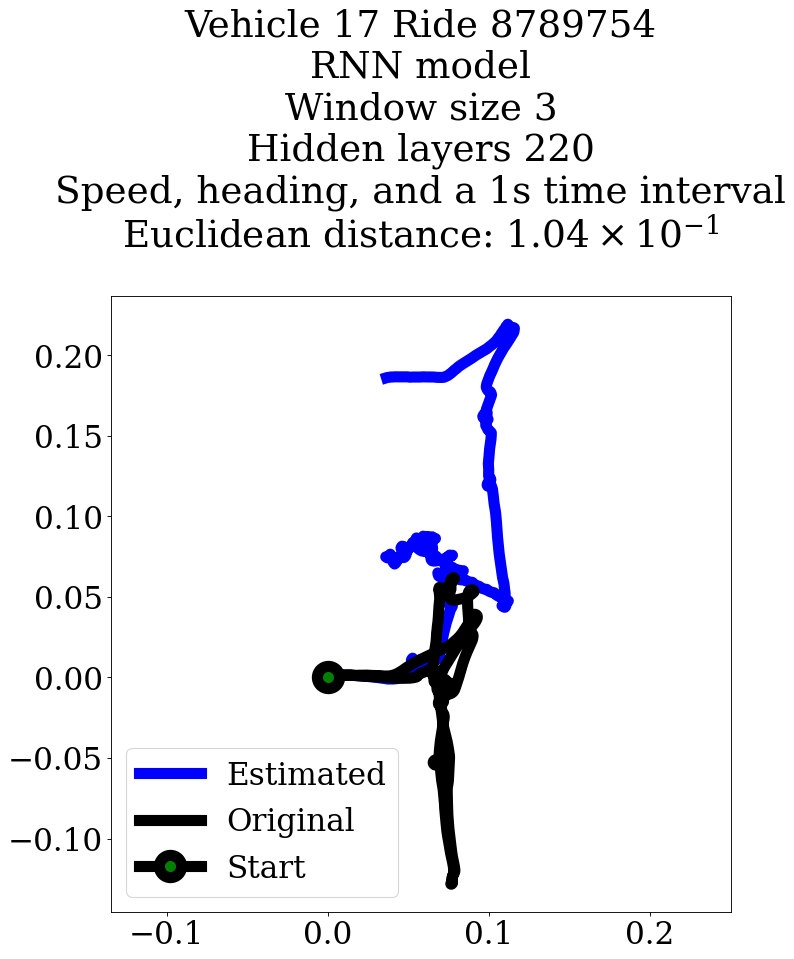 Vehicle 17 Ride 8789754
RNN model
Window size 3
Hidden layers 220
Speed, heading, and a 1s time interval
Euclidean distance: 1.04 × 10⁻¹
0.20
0.15
0.10
0.05
0.00
−0.05
−0.10
Estimated
Original
Start
−0.1 0.0 0.1 0.2